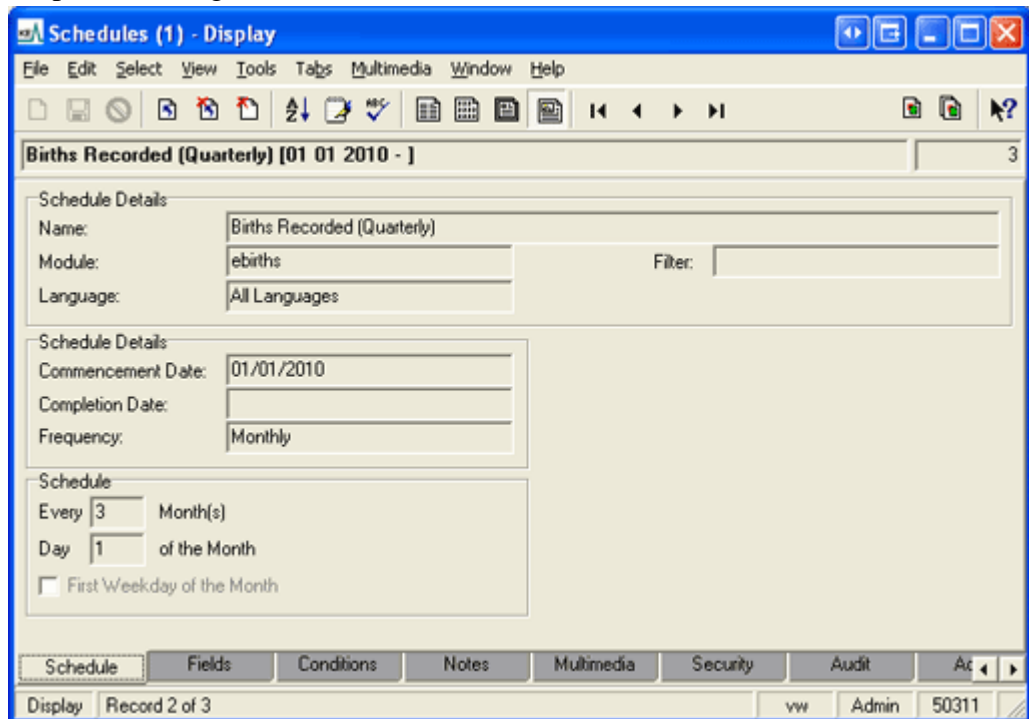 Schedules (1) - Display
File Edit Select View Tools Tabs Multimedia Window Help
Births Recorded (Quarterly) [01 01 2010 - ] 3
Schedule Details
Name: Births Recorded (Quarterly)
Module: ebirths Filter:
Language: All Languages
Schedule Details
Commencement Date: 01/01/2010
Completion Date:
Frequency: Monthly
Schedule
Every 3 Month(s)
Day 1 of the Month
First Weekday of the Month
Schedule Fields Conditions Notes Multimedia Security Audit
Display Record 2 of 3 vw Admin 50311